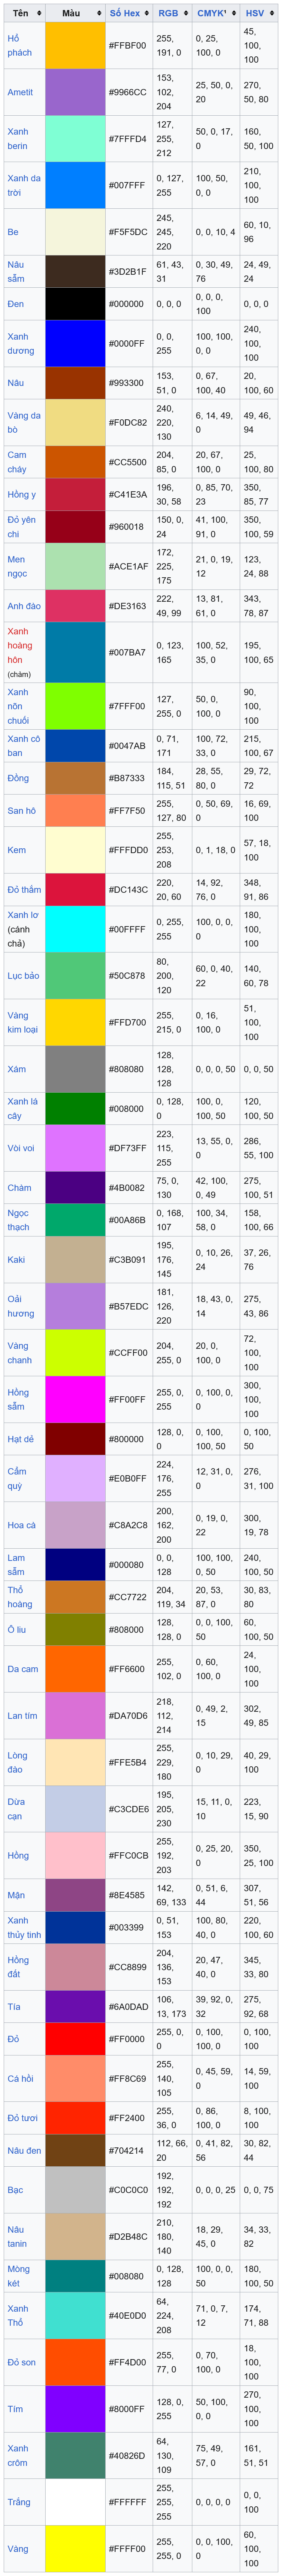 Tên Màu Số Hex RGB CMYK¹ HSV
Hổ phách #FFBF00 255, 191, 0 0, 25, 100, 0 45, 100, 100
Ametit #9966CC 153, 102, 204 25, 50, 0, 20 270, 50, 80
Xanh berin #7FFFD4 127, 255, 212 50, 0, 17, 0 160, 50, 100
Xanh da trời #007FFF 0, 127, 255 100, 50, 0, 0 210, 100, 100
Be #F5F5DC 245, 245, 220 0, 0, 10, 4 60, 10, 96
Nâu sẫm #3D2B1F 61, 43, 31 0, 30, 49, 76 24, 49, 24
Đen #000000 0, 0, 0 0, 0, 0, 100 0, 0, 0
Xanh dương #0000FF 0, 0, 255 100, 100, 0, 0 240, 100, 100
Nâu #993300 153, 51, 0 0, 67, 100, 40 20, 100, 60
Vàng da bò #F0DC82 240, 220, 130 6, 14, 49, 0 49, 46, 94
Cam cháy #CC5500 204, 85, 0 20, 67, 100, 0 25, 100, 80
Hồng y #C41E3A 196, 30, 58 0, 85, 70, 23 350, 85, 77
Đỏ yên chi #960018 150, 0, 24 41, 100, 91, 0 350, 100, 59
Men ngọc #ACE1AF 172, 225, 175 21, 0, 19, 12 123, 24, 88
Anh đào #DE3163 222, 49, 99 13, 81, 61, 0 343, 78, 87
Xanh hoàng hôn (chàm) #007BA7 0, 123, 165 100, 52, 35, 0 195, 100, 65
Xanh nõn chuối #7FFF00 127, 255, 0 50, 0, 100, 0 90, 100, 100
Xanh cô ban #0047AB 0, 71, 171 100, 72, 33, 0 215, 100, 67
Đồng #B87333 184, 115, 51 28, 55, 80, 0 29, 72, 72
San hô #FF7F50 255, 127, 80 0, 50, 69, 0 16, 69, 100
Kem #FFFDD0 255, 253, 208 0, 1, 18, 0 57, 18, 100
Đỏ thắm #DC143C 220, 20, 60 14, 92, 76, 0 348, 91, 86
Xanh lơ (cánh chả) #00FFFF 0, 255, 255 100, 0, 0, 0 180, 100, 100
Lục bảo #50C878 80, 200, 120 60, 0, 40, 22 140, 60, 78
Vàng kim loại #FFD700 255, 215, 0 0, 16, 100, 0 51, 100, 100
Xám #808080 128, 128, 128 0, 0, 0, 50 0, 0, 50
Xanh lá cây #008000 0, 128, 0 100, 0, 100, 50 120, 100, 50
Vòi voi #DF73FF 223, 115, 255 13, 55, 0, 0 286, 55, 100
Chàm #4B0082 75, 0, 130 42, 100, 0, 49 275, 100, 51
Ngọc thạch #00A86B 0, 168, 107 100, 34, 58, 0 158, 100, 66
Kaki #C3B091 195, 176, 145 0, 10, 26, 24 37, 26, 76
Oải hương #B57EDC 181, 126, 220 18, 43, 0, 14 275, 43, 86
Vàng chanh #CCFF00 204, 255, 0 20, 0, 100, 0 72, 100, 100
Hồng sẫm #FF00FF 255, 0, 255 0, 100, 0, 0 300, 100, 100
Hạt dẻ #800000 128, 0, 0 0, 100, 100, 50 0, 100, 50
Cẩm quỳ #E0B0FF 224, 176, 255 12, 31, 0, 0 276, 31, 100
Hoa cà #C8A2C8 200, 162, 200 0, 19, 0, 22 300, 19, 78
Lam sẫm #000080 0, 0, 128 100, 100, 0, 50 240, 100, 50
Thổ hoàng #CC7722 204, 119, 34 20, 53, 87, 0 30, 83, 80
Ô liu #808000 128, 128, 0 0, 0, 100, 50 60, 100, 50
Da cam #FF6600 255, 102, 0 0, 60, 100, 0 24, 100, 100
Lan tím #DA70D6 218, 112, 214 0, 49, 2, 15 302, 49, 85
Lòng đào #FFE5B4 255, 229, 180 0, 10, 29, 0 40, 29, 100
Dừa cạn #C3CDE6 195, 205, 230 15, 11, 0, 10 223, 15, 90
Hồng #FFC0CB 255, 192, 203 0, 25, 20, 0 350, 25, 100
Mận #8E4585 142, 69, 133 0, 51, 6, 44 307, 51, 56
Xanh thủy tinh #003399 0, 51, 153 100, 80, 40, 0 220, 100, 60
Hồng đất #CC8899 204, 136, 153 20, 47, 40, 0 345, 33, 80
Tía #6A0DAD 106, 13, 173 39, 92, 0, 32 275, 92, 68
Đỏ #FF0000 255, 0, 0 0, 100, 100, 0 0, 100, 100
Cá hồi #FF8C69 255, 140, 105 0, 45, 59, 0 14, 59, 100
Đỏ tươi #FF2400 255, 36, 0 0, 86, 100, 0 8, 100, 100
Nâu đen #704214 112, 66, 20 0, 41, 82, 56 30, 82, 44
Bạc #C0C0C0 192, 192, 192 0, 0, 0, 25 0, 0, 75
Nâu tanin #D2B48C 210, 180, 140 18, 29, 45, 0 34, 33, 82
Mòng két #008080 0, 128, 128 100, 0, 0, 50 180, 100, 50
Xanh Thổ #40E0D0 64, 224, 208 71, 0, 7, 12 174, 71, 88
Đỏ son #FF4D00 255, 77, 0 0, 70, 100, 0 18, 100, 100
Tím #8000FF 128, 0, 255 50, 100, 0, 0 270, 100, 100
Xanh crôm #40826D 64, 130, 109 75, 49, 57, 0 161, 51, 51
Trắng #FFFFFF 255, 255, 255 0, 0, 0, 0 0, 0, 100
Vàng #FFFF00 255, 255, 0 0, 0, 100, 0 60, 100, 100